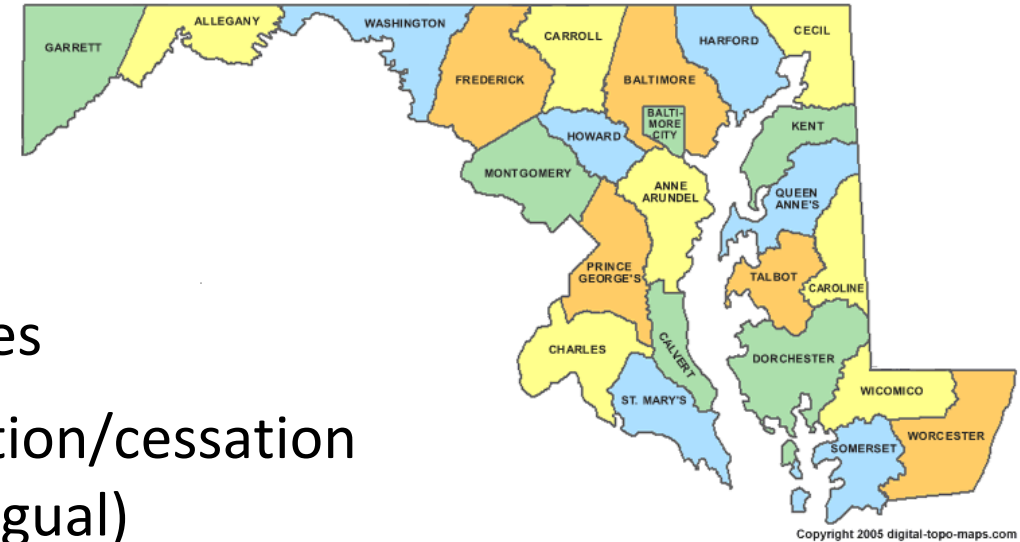 GARRETT
ALLEGANY
WASHINGTON
FREDERICK
CARROLL
BALTIMORE
HARFORD
CECIL
BALTI-
MORE
CITY
KENT
HOWARD
MONTGOMERY
ANNE
ARUNDEL
QUEEN
ANNE'S
PRINCE
GEORGE'S
TALBOT
CAROLINE
CHARLES
CALVERT
DORCHESTER
ST. MARY'S
WICOMICO
SOMERSET
WORCESTER
es
tion/cessation
gual)
Copyright 2005 digital-topo-maps.com